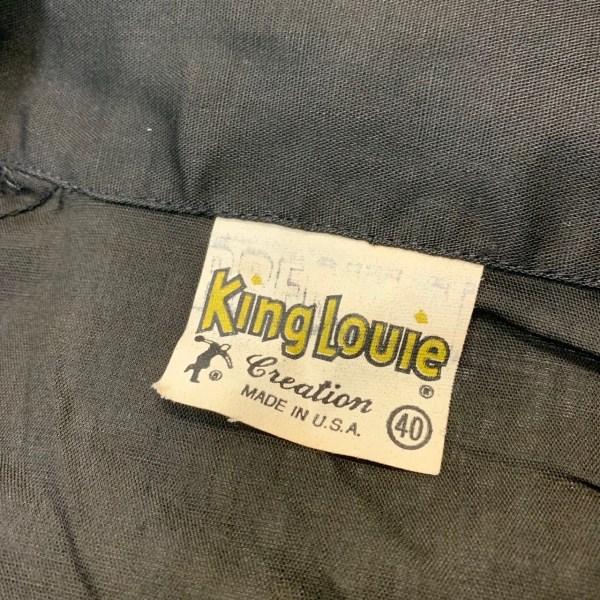 King Louie ®
® Creation
MADE IN U.S.A. 40